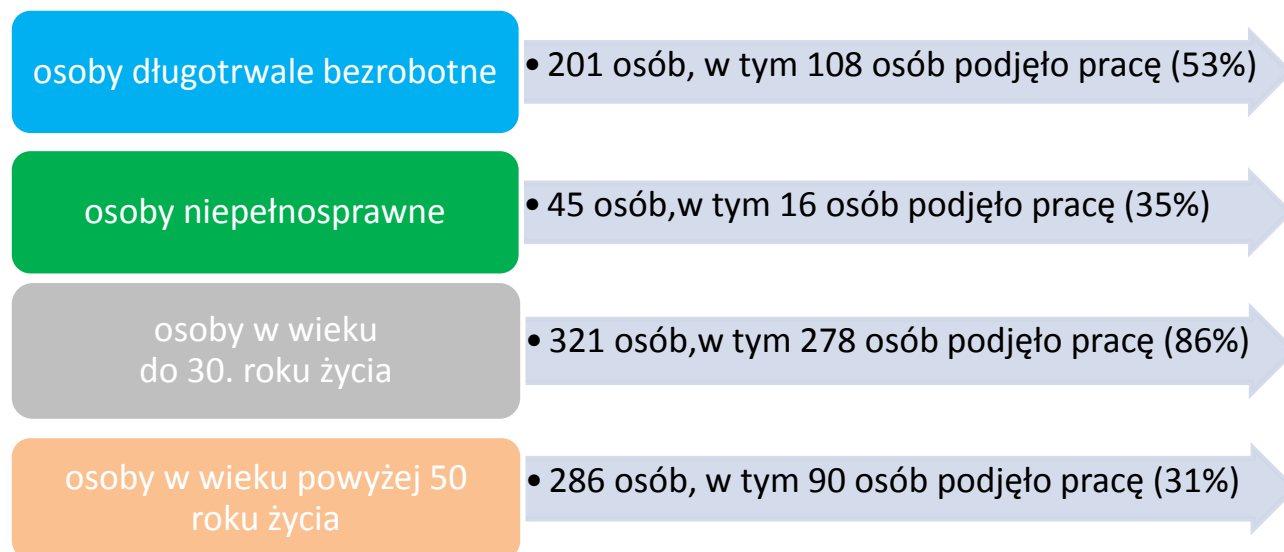 osoby długotrwale bezrobotne
• 201 osób, w tym 108 osób podjęło pracę (53%)
osoby niepełnosprawne
• 45 osób,w tym 16 osób podjęło pracę (35%)
osoby w wieku
do 30. roku życia
• 321 osób,w tym 278 osób podjęło pracę (86%)
osoby w wieku powyżej 50
roku życia
• 286 osób, w tym 90 osób podjęło pracę (31%)